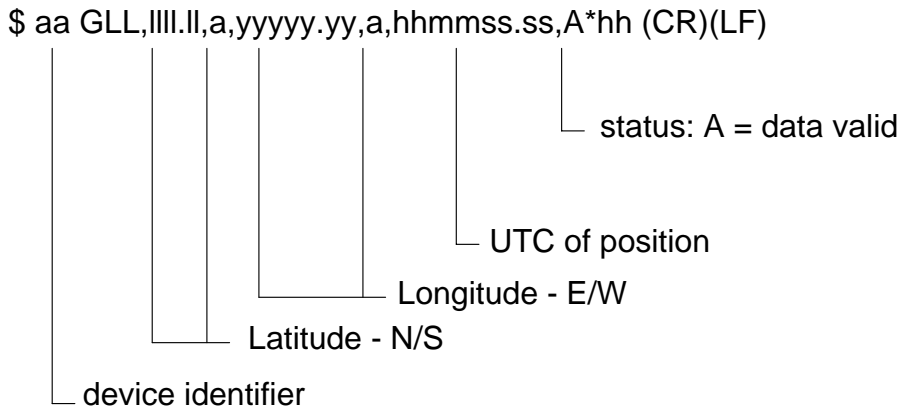 $ aa GLL,llll.ll,a,yyyyy.yy,a,hhmmss.ss,A*hh (CR)(LF)
status: A = data valid
UTC of position
Longitude - E/W
Latitude - N/S
device identifier